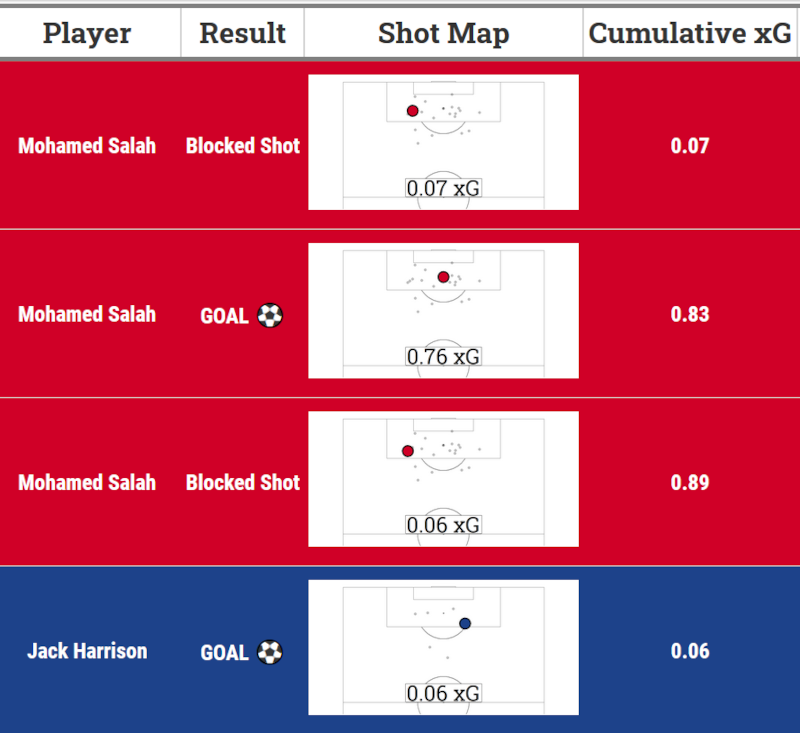 Player Result Shot Map Cumulative xG
Mohamed Salah Blocked Shot 0.07 xG 0.07
Mohamed Salah GOAL 0.76 xG 0.83
Mohamed Salah Blocked Shot 0.06 xG 0.89
Jack Harrison GOAL 0.06 xG 0.06